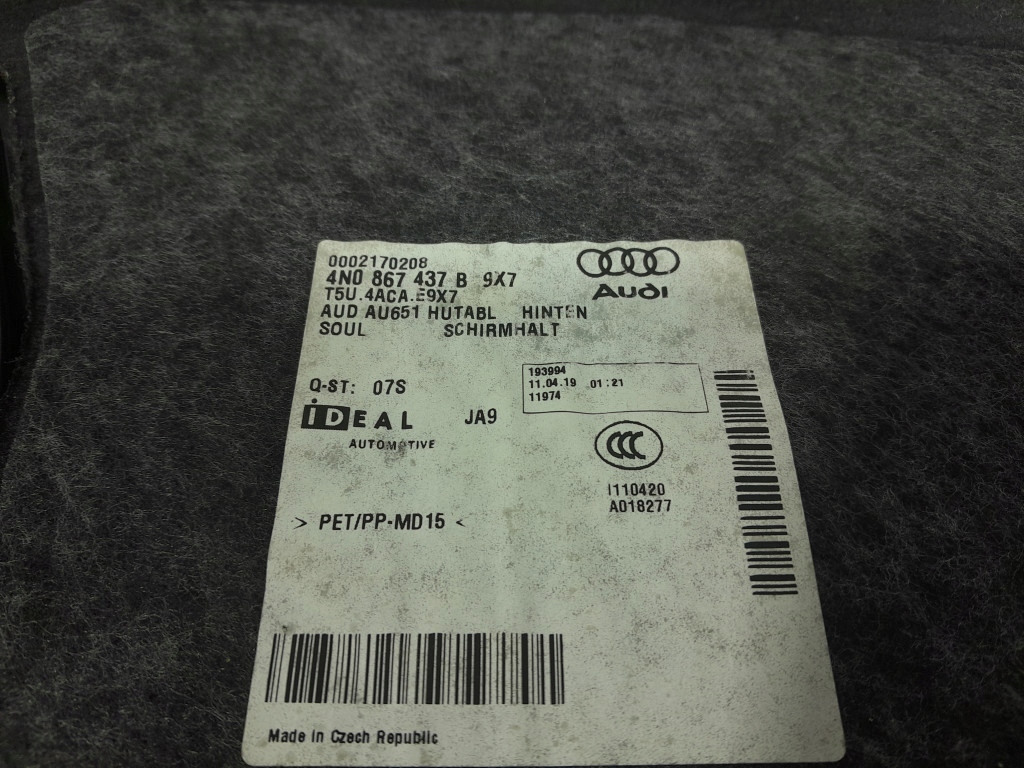 0002170208
4N0 867 437 B 9X7
T5U.4ACA.E9X7
AUD AU651 HUTABL HINTEN
SOUL SCHIRMHALT
AUDI
Q-ST: 07S
193994
11.04.19 01:21
11974
iDEAL JA9
AUTOMOTIVE
CCC
I110420
A018277
> PET/PP-MD15 <
Made in Czech Republic